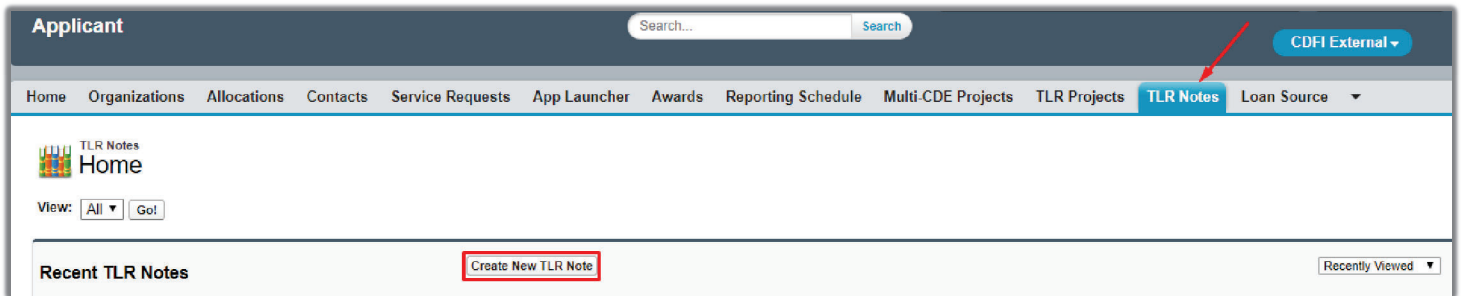 Applicant
Search...
Search
CDFI External
Home Organizations Allocations Contacts Service Requests App Launcher Awards Reporting Schedule Multi-CDE Projects TLR Projects TLR Notes Loan Source
TLR Notes
Home
View: All Go!
Recent TLR Notes
Create New TLR Note
Recently Viewed